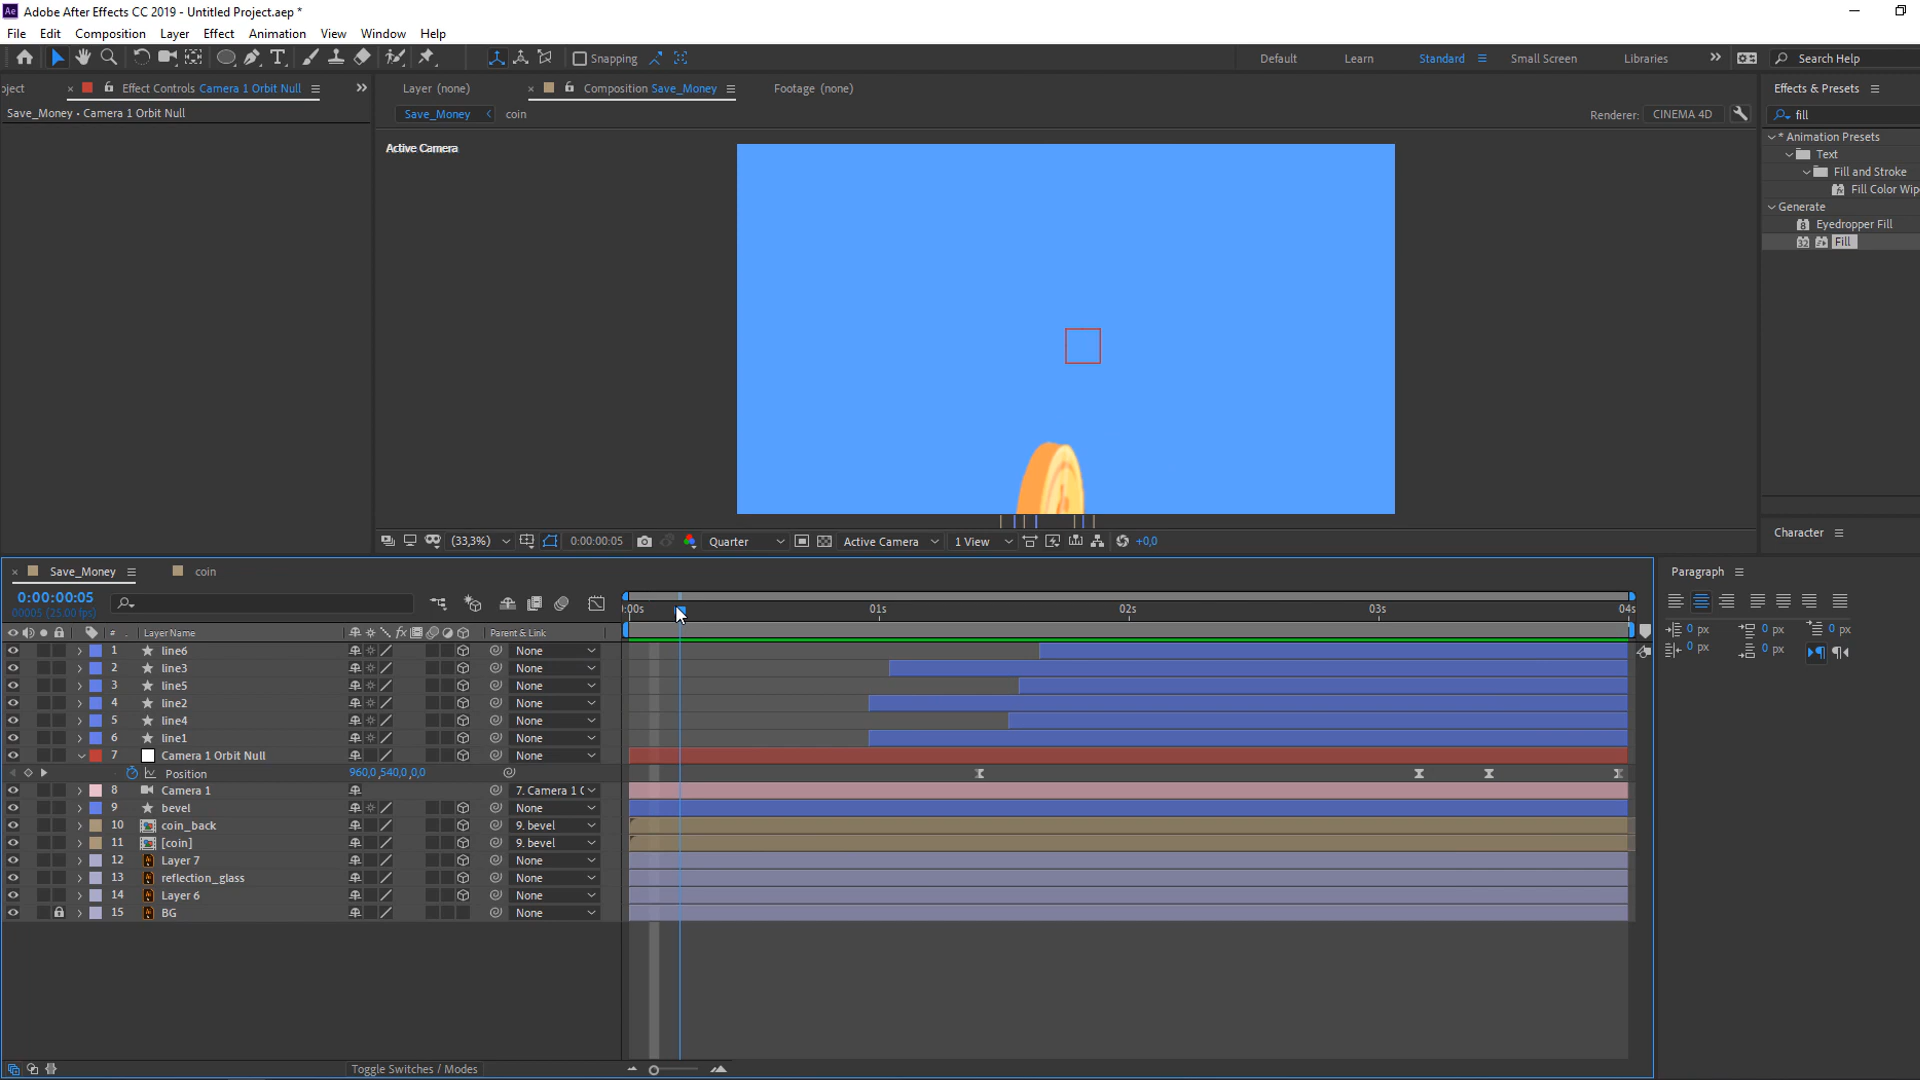 Adobe After Effects CC 2019 - Untitled Project.aep *
File Edit Composition Layer Effect Animation View Window Help
Snapping
Default Learn Standard Small Screen Libraries Search Help
oject Effect Controls Camera 1 Orbit Null
Save_Money • Camera 1 Orbit Null
Layer (none) Composition Save_Money Footage (none)
Save_Money coin
Renderer: CINEMA 4D
Active Camera
Effects & Presets
fill
* Animation Presets
Text
Fill and Stroke
Fill Color Wip
Generate
Eyedropper Fill
Fill
(33,3%) 0:00:00:05 Quarter Active Camera 1 View +0,0
Character
Save_Money coin
0:00:00:05
00005 (25.00 fps)
:00s 01s 02s 03s 04s
# Layer Name Parent & Link
1 line6 None
2 line3 None
3 line5 None
4 line2 None
5 line4 None
6 line1 None
7 Camera 1 Orbit Null None
Position 960,0,540,0,0,0
8 Camera 1 7. Camera 1 (
9 bevel None
10 coin_back 9. bevel
11 [coin] 9. bevel
12 Layer 7 None
13 reflection_glass None
14 Layer 6 None
15 BG None
Toggle Switches / Modes
Paragraph
0 px 0 px 0 px
0 px 0 px